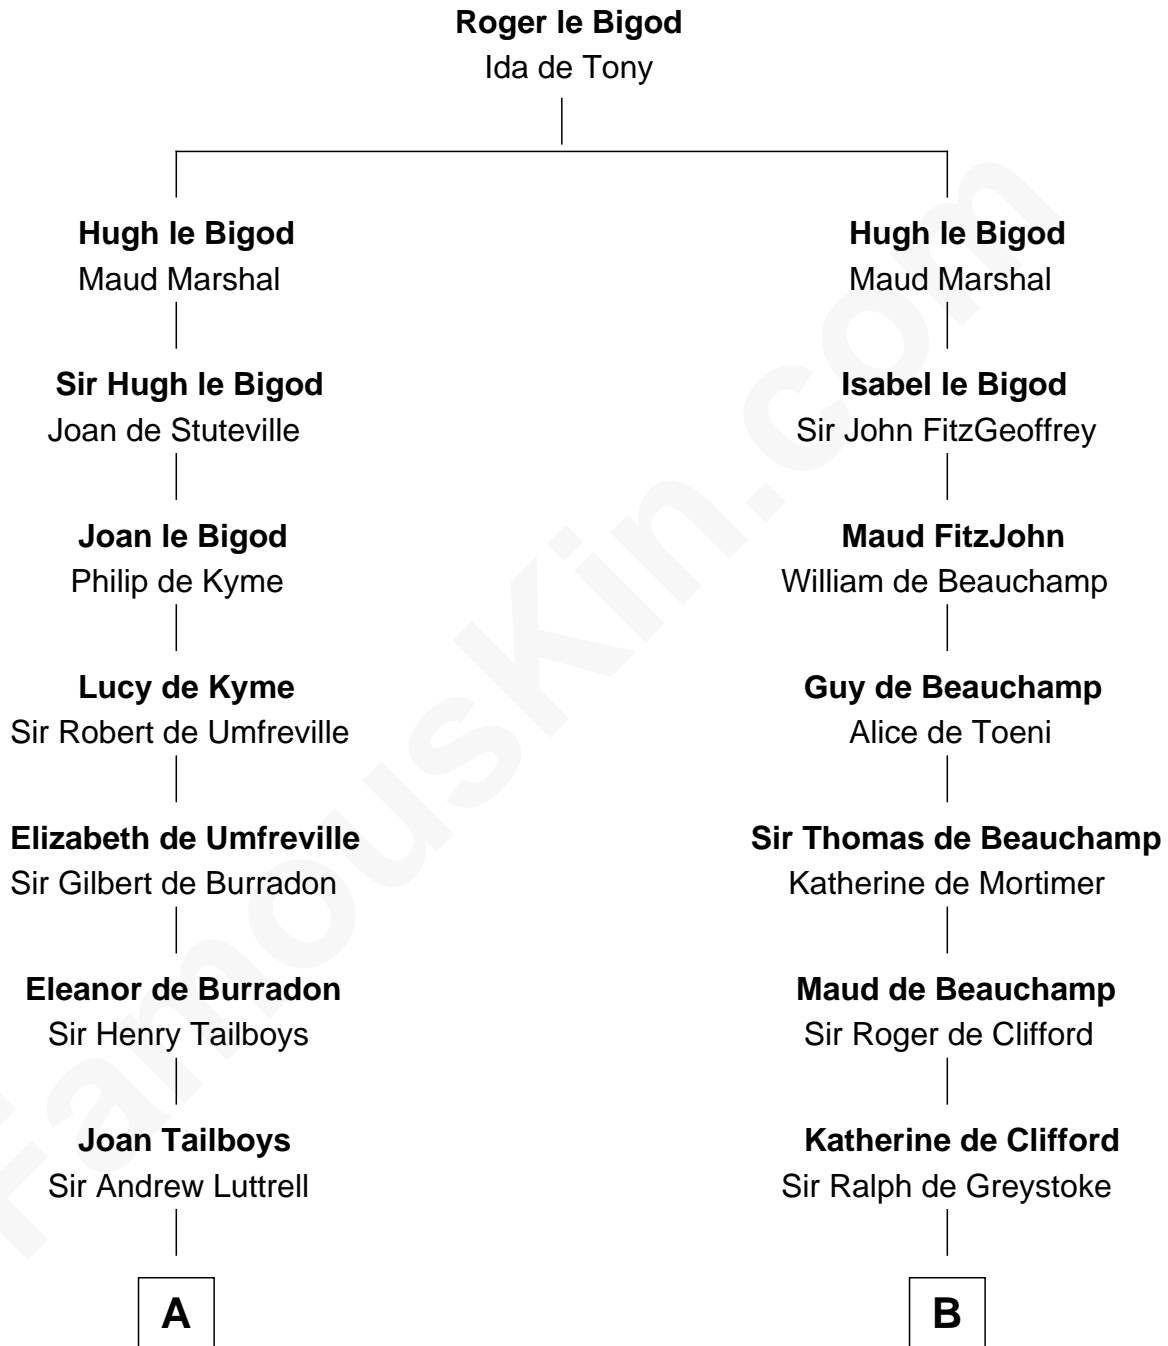 Roger le Bigod
Ida de Tony
Hugh le Bigod
Maud Marshal
Hugh le Bigod
Maud Marshal
Sir Hugh le Bigod
Joan de Stuteville
Isabel le Bigod
Sir John FitzGeoffrey
Joan le Bigod
Philip de Kyme
Maud FitzJohn
William de Beauchamp
Lucy de Kyme
Sir Robert de Umfreville
Guy de Beauchamp
Alice de Toeni
Elizabeth de Umfreville
Sir Gilbert de Burradon
Sir Thomas de Beauchamp
Katherine de Mortimer
Eleanor de Burradon
Sir Henry Tailboys
Maud de Beauchamp
Sir Roger de Clifford
Joan Tailboys
Sir Andrew Luttrell
Katherine de Clifford
Sir Ralph de Greystoke
A
B
FamousKin.com